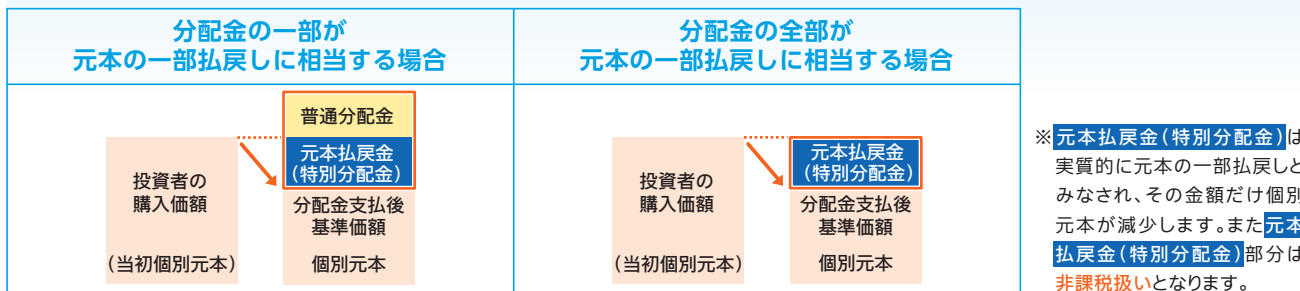 分配金の一部が
元本の一部払戻しに相当する場合
普通分配金
元本払戻金
(特別分配金)
投資者の
購入価額
(当初個別元本)
分配金支払後
基準価額
個別元本
分配金の全部が
元本の一部払戻しに相当する場合
元本払戻金
(特別分配金)
投資者の
購入価額
(当初個別元本)
分配金支払後
基準価額
個別元本
※元本払戻金(特別分配金)は
実質的に元本の一部払戻しと
みなされ、その金額だけ個別
元本が減少します。また元本
払戻金(特別分配金)部分は
非課税扱いとなります。